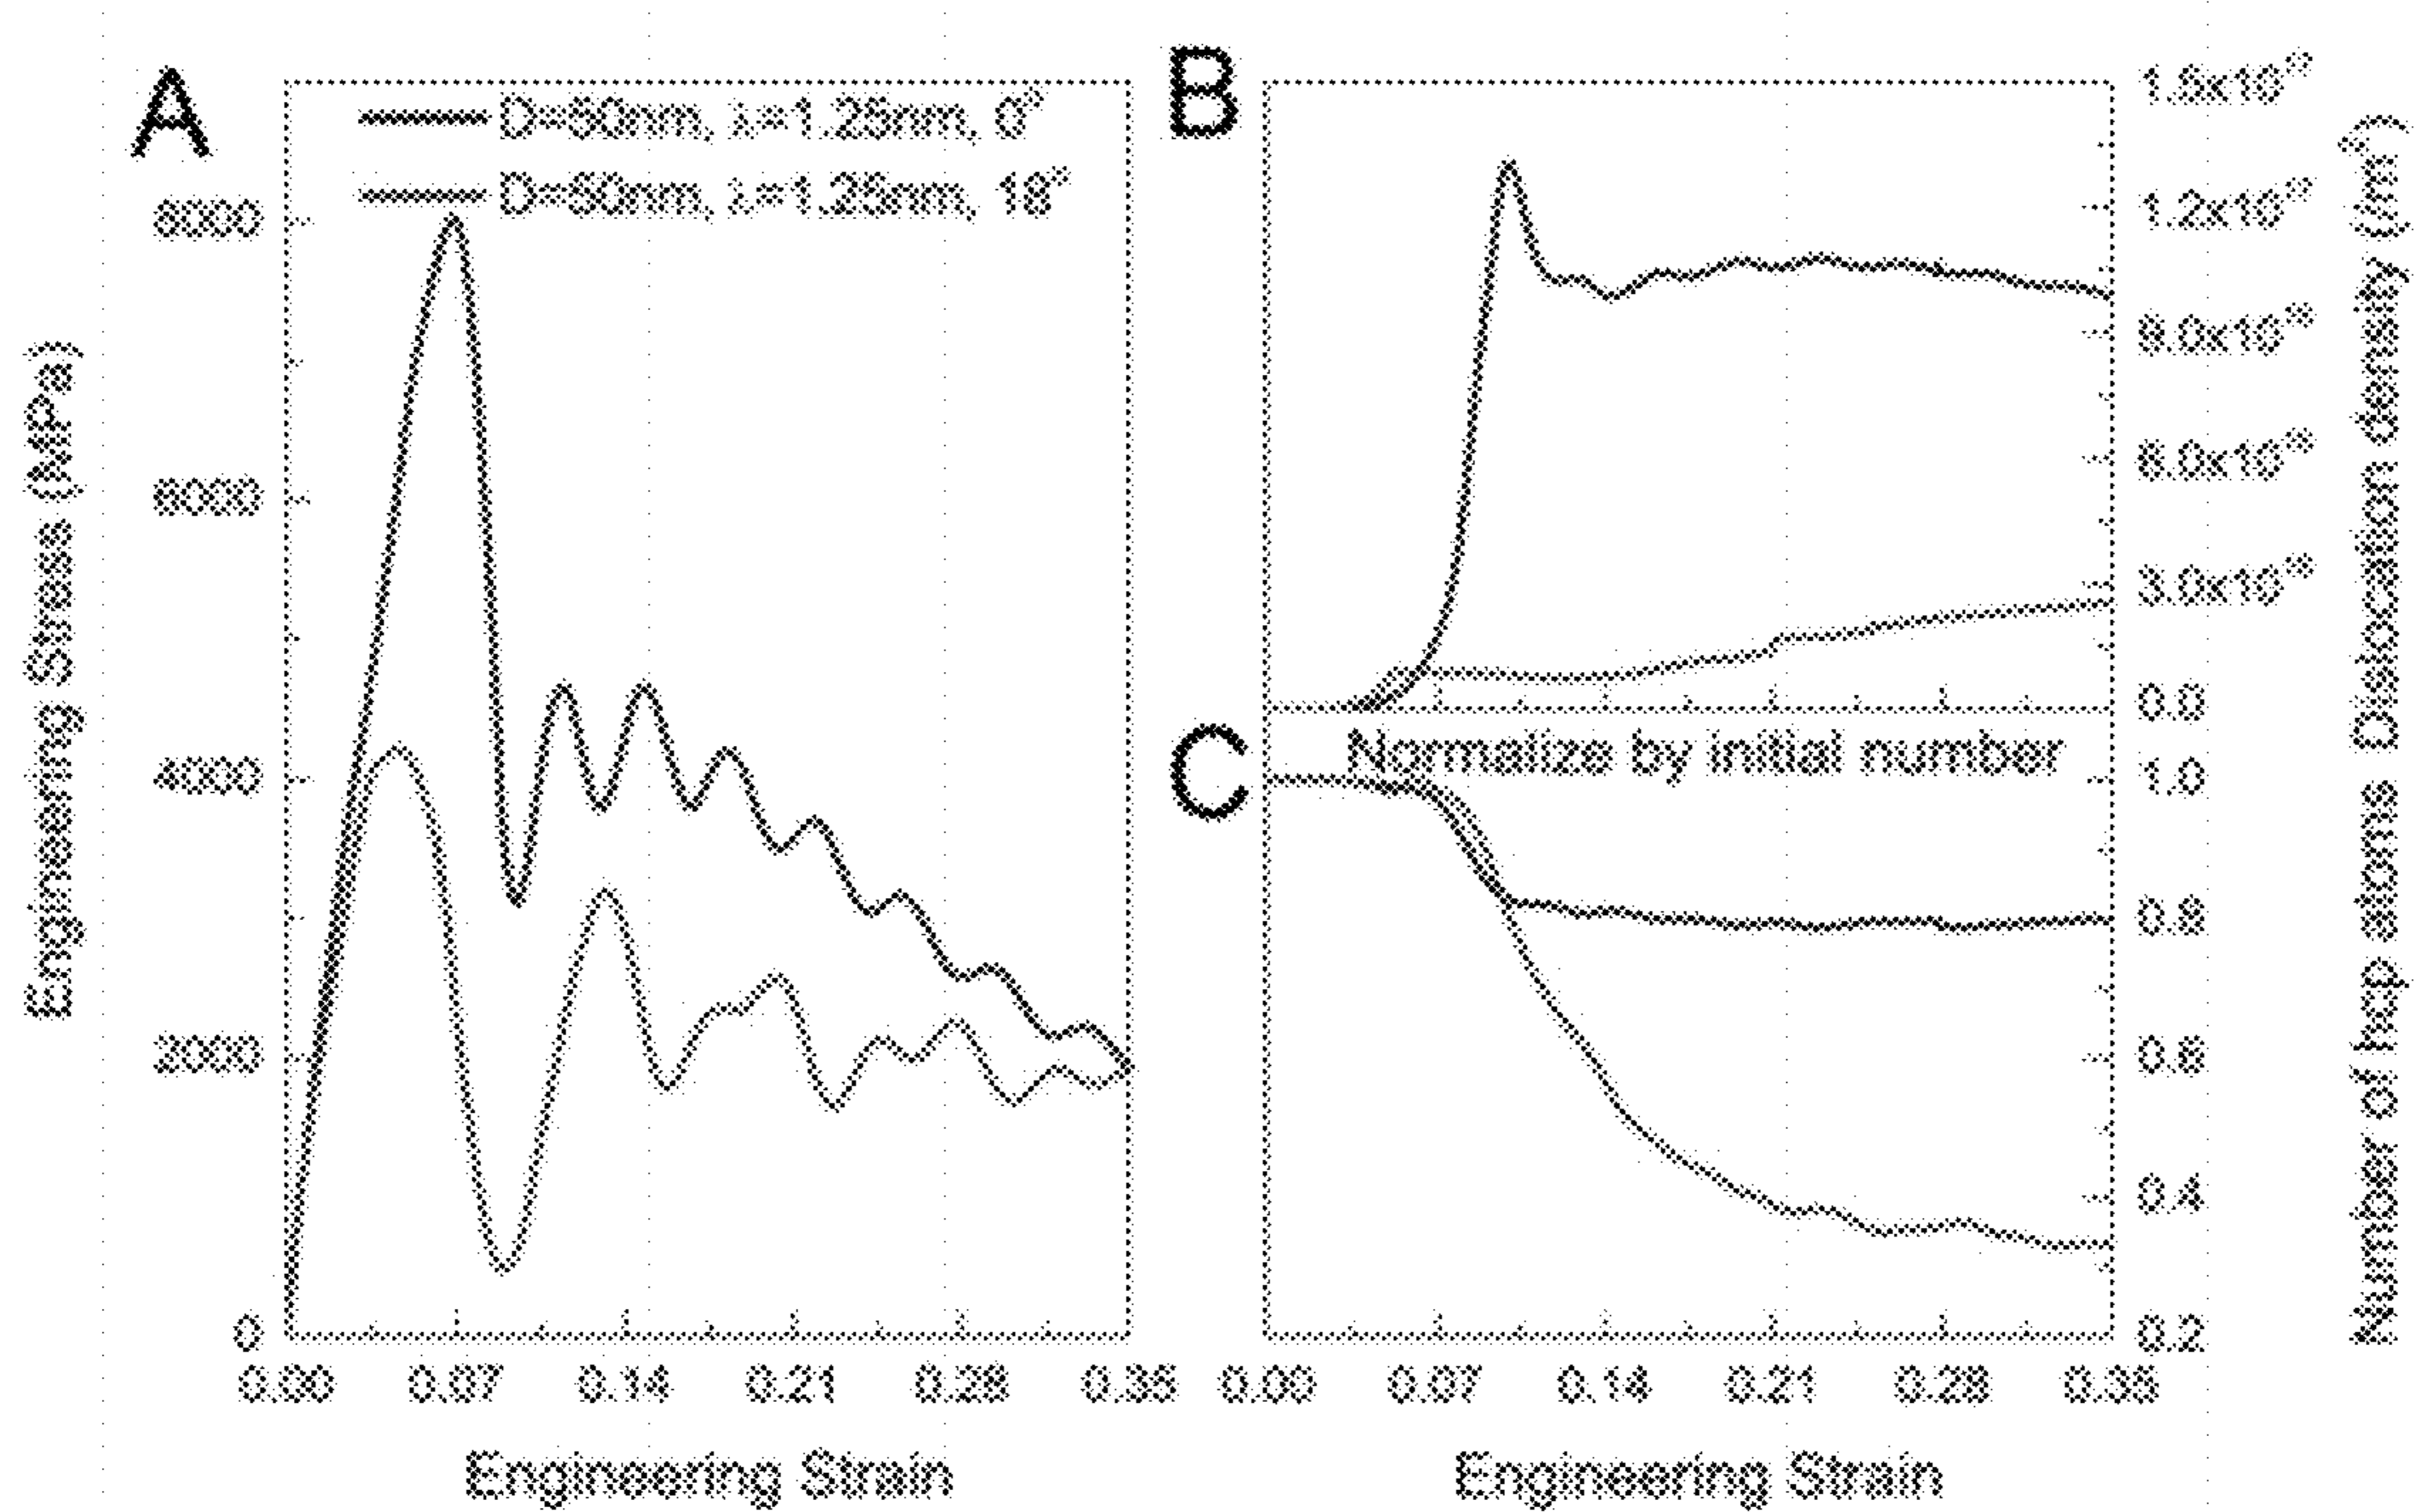 A
D=50nm, λ=1.25nm, 0°
D=50nm, λ=1.25nm, 18°
Engineering Stress (MPa)
8000
6000
4000
2000
0
0.00 0.07 0.14 0.21 0.28 0.35
Engineering Strain
B
Dislocation density (/m²)
0.0
C
Normalize by initial number
Number of hcp atoms
1.0
0.8
0.6
0.4
0.2
0.00 0.07 0.14 0.21 0.28 0.35
Engineering Strain